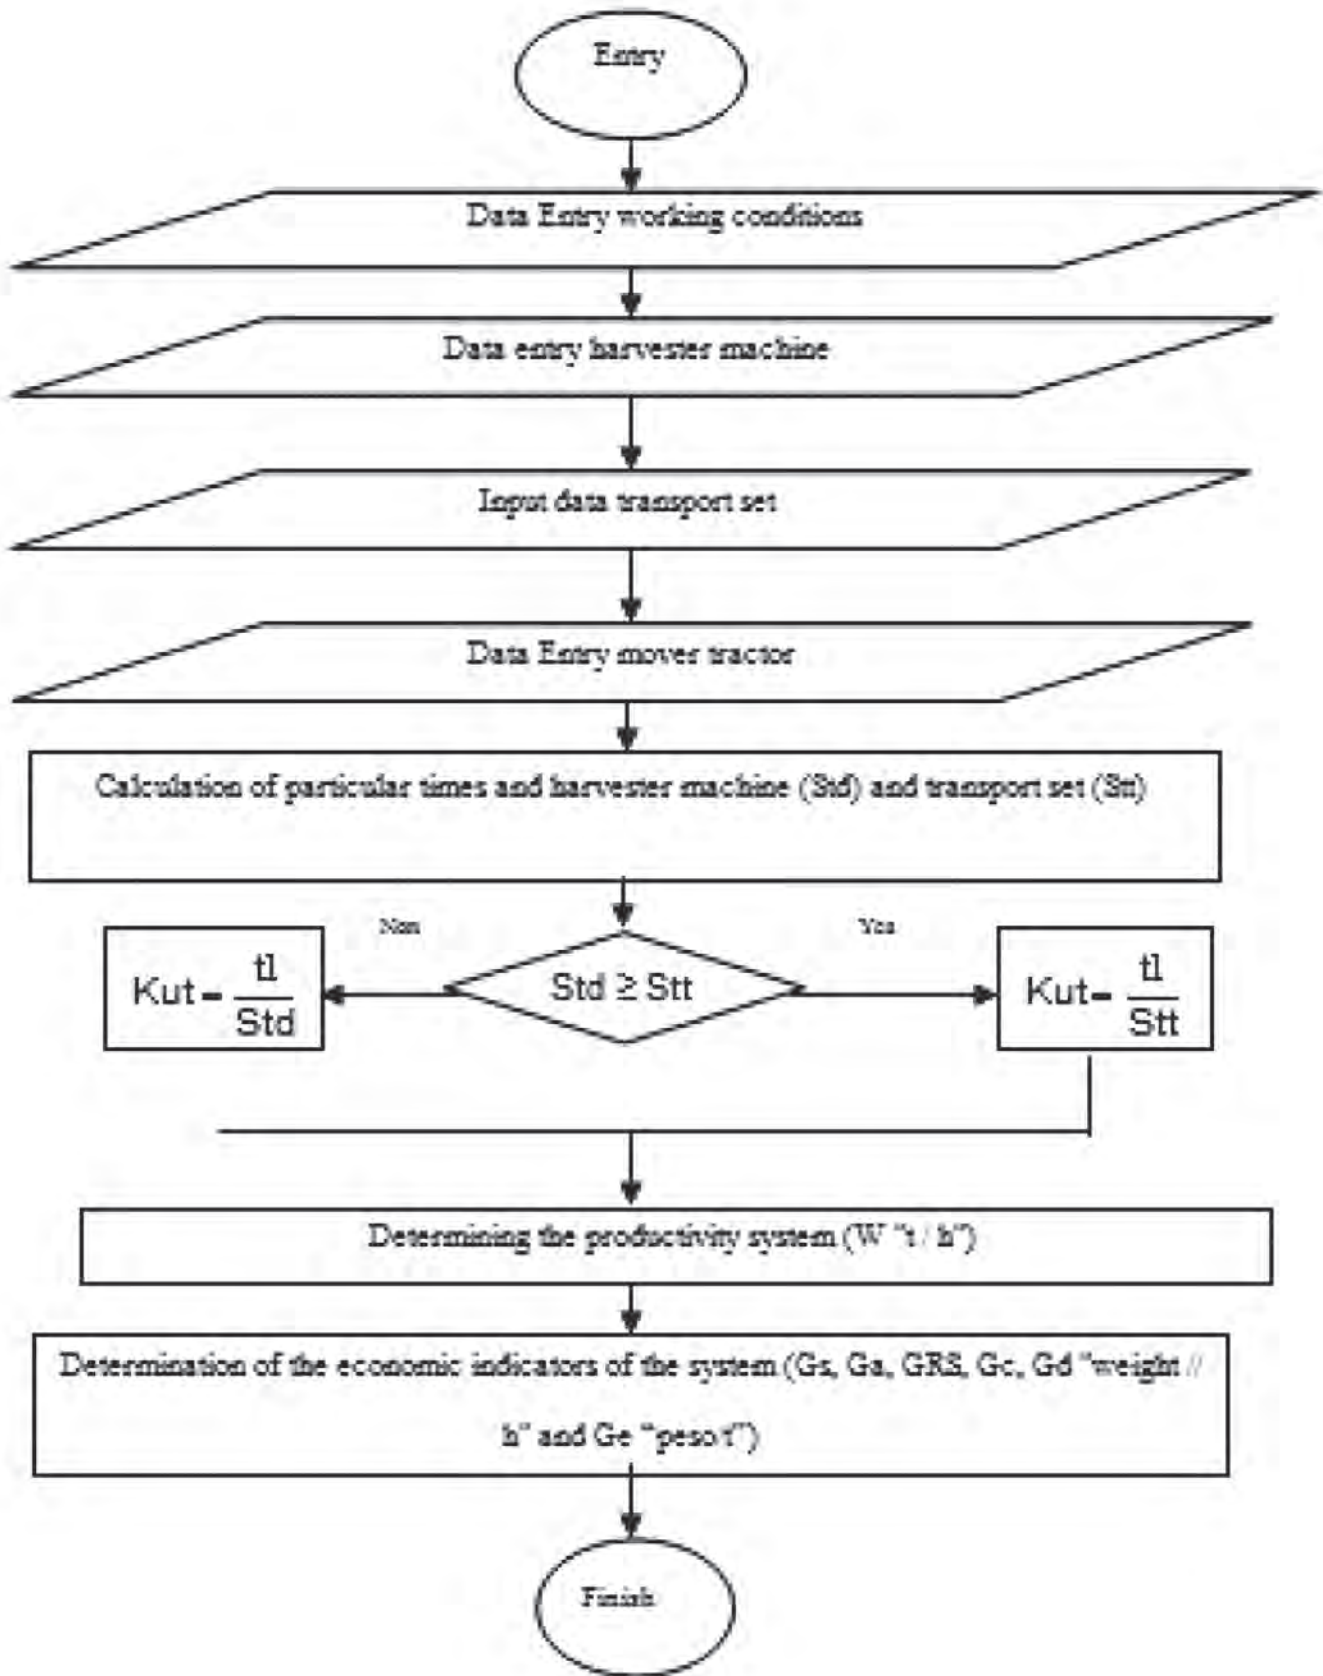 Entry
Data Entry working conditions
Data entry harvester machine
Input data transport set
Data Entry mover tractor
Calculation of particular times and harvester machine (Std) and transport set (Stt)
Non
Yes
Kut = tl
Std
Std ≥ Stt
Kut = tl
Stt
Determining the productivity system (W "t / h")
Determination of the economic indicators of the system (Gs, Ga, GRS, Gc, Gd "weight //
h" and Ge "peso/t")
Finish